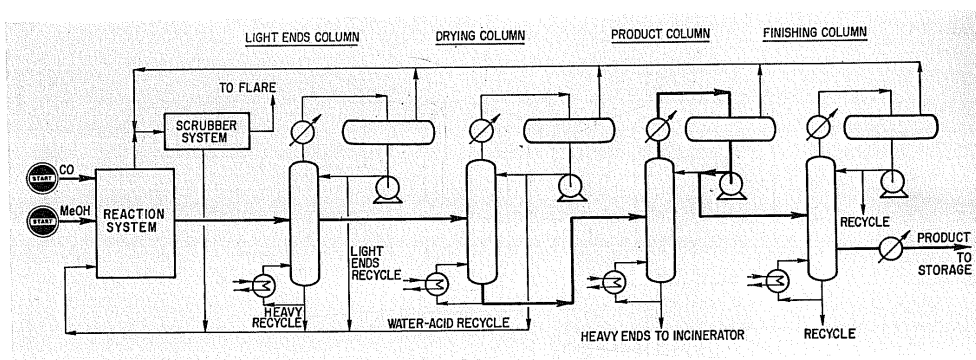 LIGHT ENDS COLUMN
DRYING COLUMN
PRODUCT COLUMN
FINISHING COLUMN
TO FLARE
SCRUBBER
SYSTEM
START
CO
START
MeOH
REACTION
SYSTEM
LIGHT
ENDS
RECYCLE
RECYCLE
PRODUCT
TO
STORAGE
HEAVY
RECYCLE
WATER-ACID RECYCLE
HEAVY ENDS TO INCINERATOR
RECYCLE